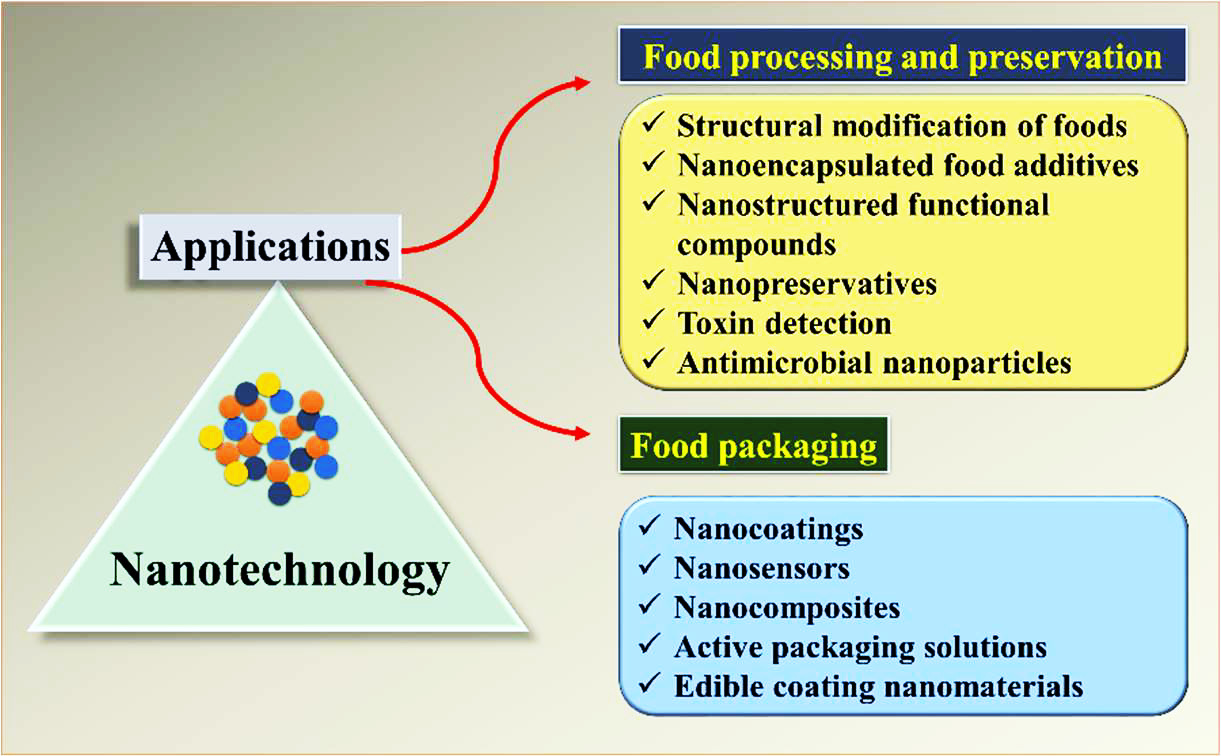 Applications
Nanotechnology
Food processing and preservation
✓ Structural modification of foods
✓ Nanoencapsulated food additives
✓ Nanostructured functional
compounds
✓ Nanopreservatives
✓ Toxin detection
✓ Antimicrobial nanoparticles
Food packaging
✓ Nanocoatings
✓ Nanosensors
✓ Nanocomposites
✓ Active packaging solutions
✓ Edible coating nanomaterials